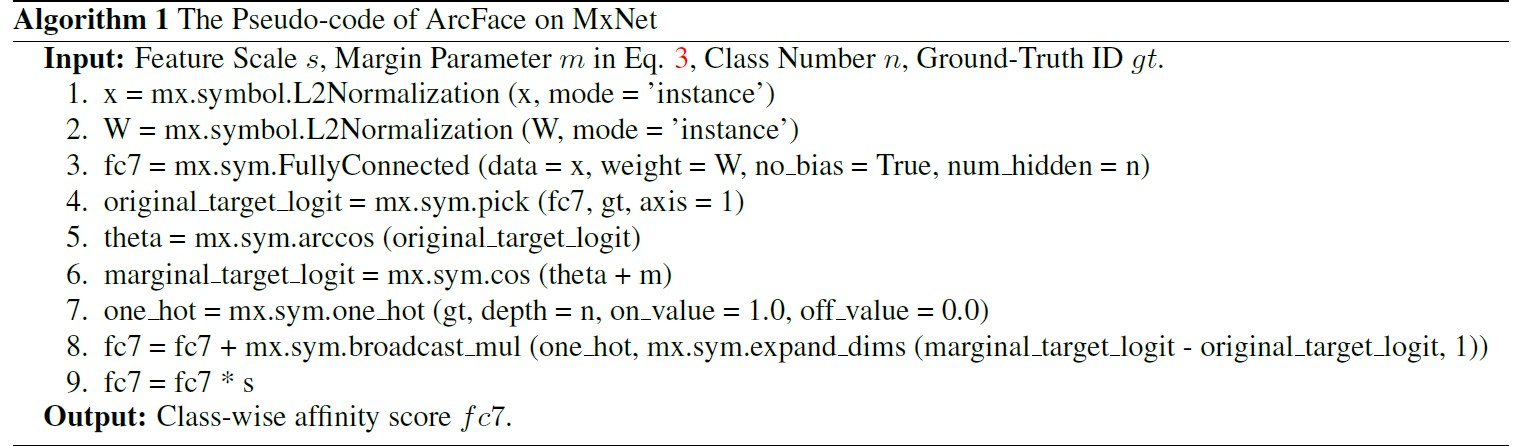 Algorithm 1 The Pseudo-code of ArcFace on MxNet
Input: Feature Scale s, Margin Parameter m in Eq. 3, Class Number n, Ground-Truth ID gt.
1. x = mx.symbol.L2Normalization (x, mode = ’instance’)
2. W = mx.symbol.L2Normalization (W, mode = ’instance’)
3. fc7 = mx.sym.FullyConnected (data = x, weight = W, no_bias = True, num_hidden = n)
4. original_target_logit = mx.sym.pick (fc7, gt, axis = 1)
5. theta = mx.sym.arccos (original_target_logit)
6. marginal_target_logit = mx.sym.cos (theta + m)
7. one_hot = mx.sym.one_hot (gt, depth = n, on_value = 1.0, off_value = 0.0)
8. fc7 = fc7 + mx.sym.broadcast_mul (one_hot, mx.sym.expand_dims (marginal_target_logit - original_target_logit, 1))
9. fc7 = fc7 * s
Output: Class-wise affinity score fc7.